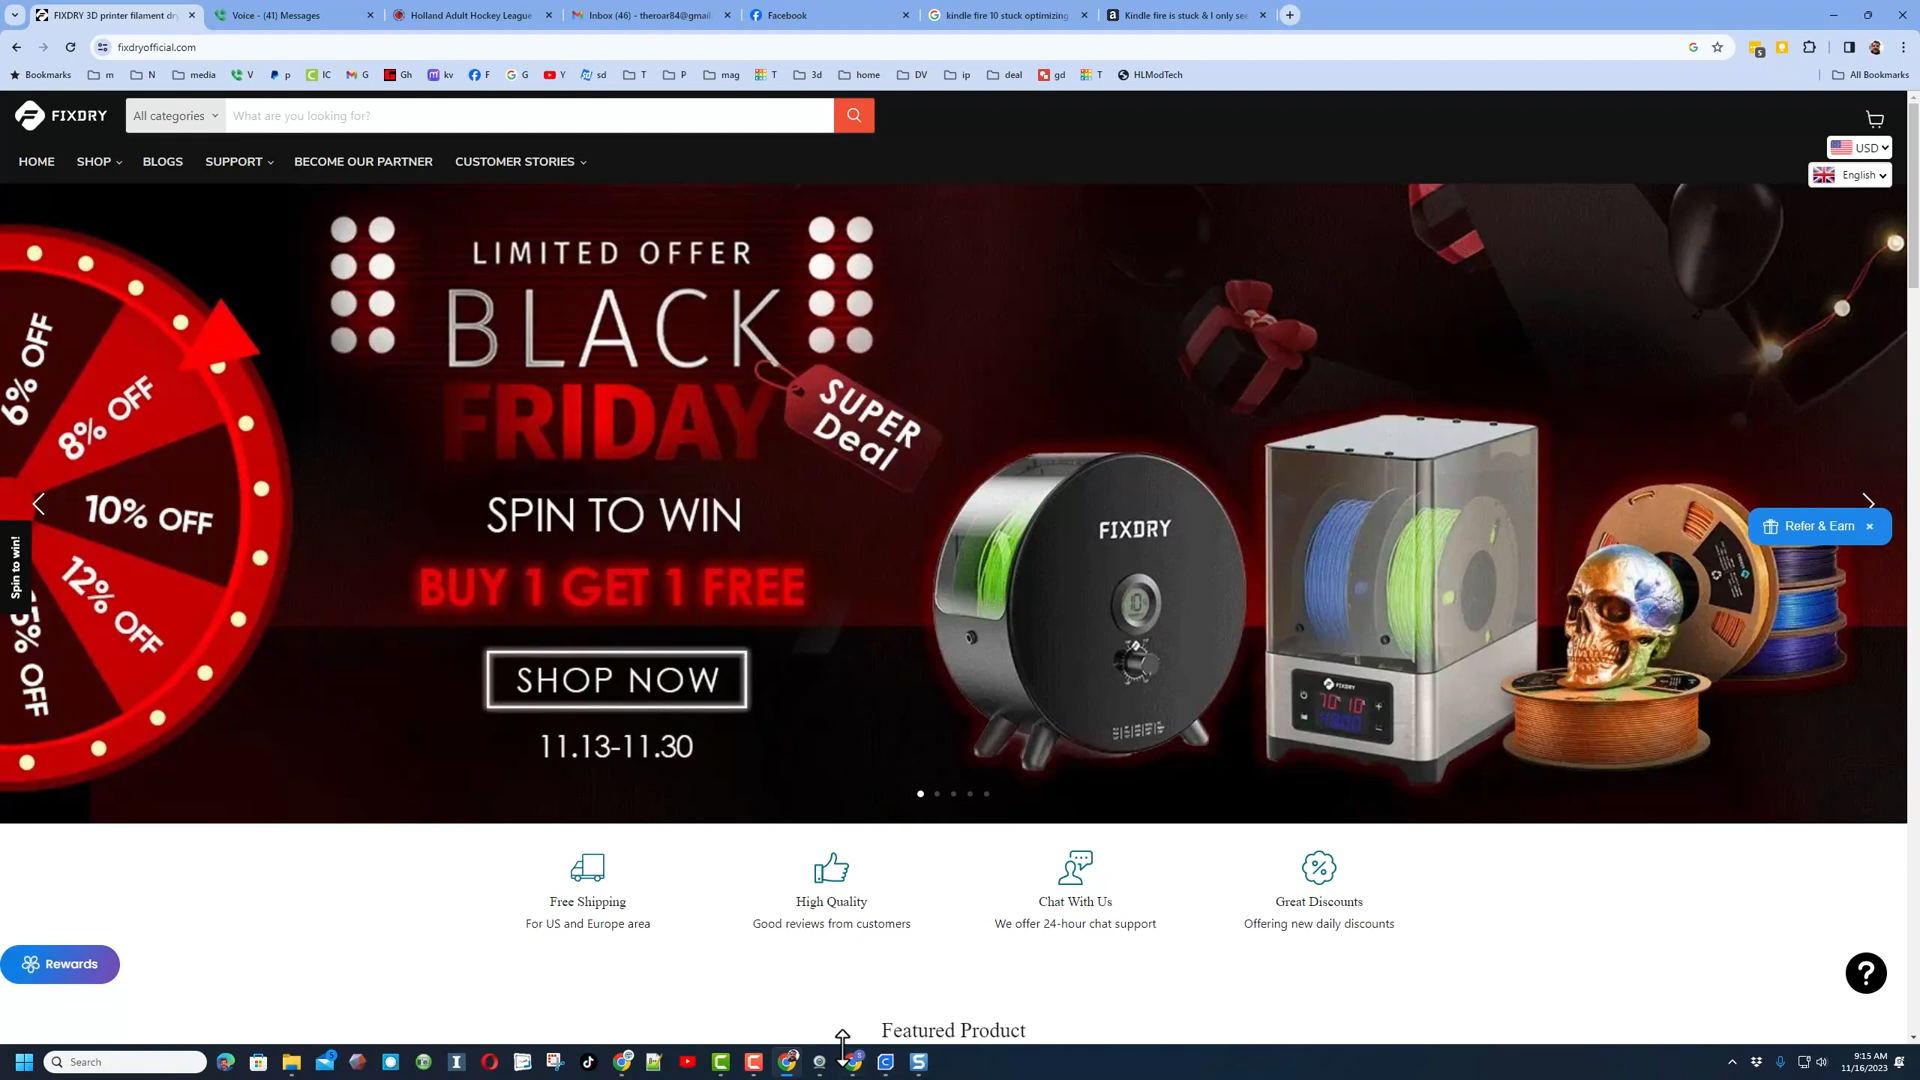 FIXDRY 3D printer filament dry
Voice - (41) Messages
Holland Adult Hockey League
Inbox (46) - theroar84@gmail
Facebook
kindle fire 10 stuck optimizing
Kindle fire is stuck & I only see
fixdryofficial.com
Bookmarks
m
N
media
V
p
IC
G
Gh
kv
F
G
Y
sd
T
P
mag
T
3d
home
DV
ip
deal
gd
T
HLModTech
All Bookmarks
FIXDRY
All categories
What are you looking for?
HOME
SHOP
BLOGS
SUPPORT
BECOME OUR PARTNER
CUSTOMER STORIES
USD
English
6% OFF
8% OFF
10% OFF
12% OFF
5% OFF
Spin to win!
LIMITED OFFER
BLACK
FRIDAY
SUPER
Deal
SPIN TO WIN
BUY 1 GET 1 FREE
SHOP NOW
11.13-11.30
FIXDRY
FIXDRY
Refer & Earn
Free Shipping
For US and Europe area
High Quality
Good reviews from customers
Chat With Us
We offer 24-hour chat support
Great Discounts
Offering new daily discounts
Rewards
Featured Product
Search
9:15 AM
11/16/2023